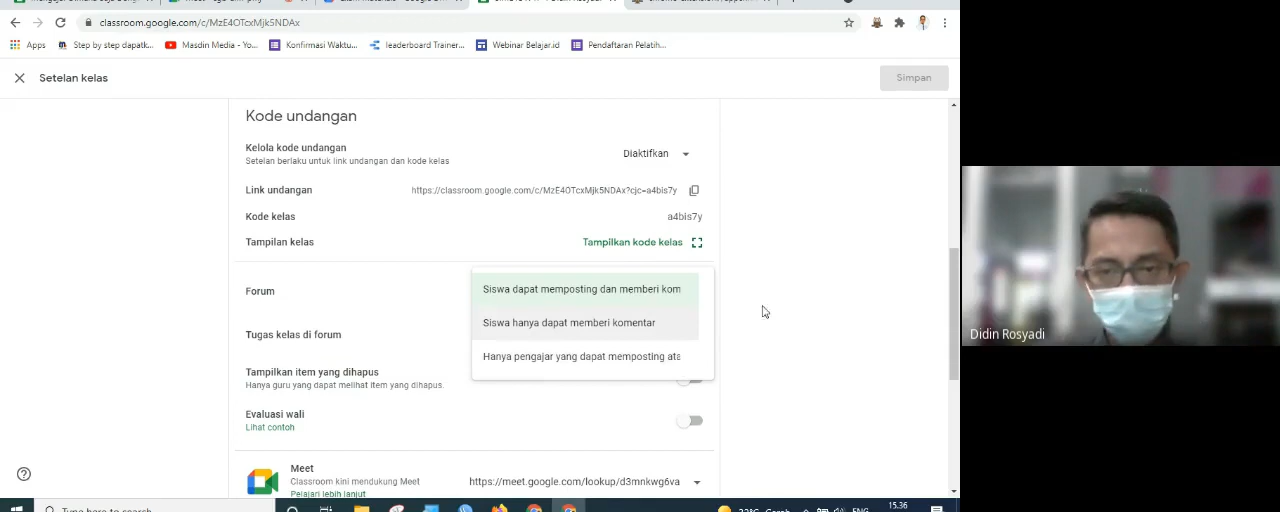 classroom.google.com/c/MzE4OTcxMjk5NDAx
Apps Step by step dapatk... Masdin Media - Yo... Konfirmasi Waktu... leaderboard Trainer... Webinar Belajar.id Pendaftaran Pelatih...
Setelan kelas
Simpan
Kode undangan
Kelola kode undangan
Setelan berlaku untuk link undangan dan kode kelas
Diaktifkan
Link undangan
https://classroom.google.com/c/MzE4OTcxMjk5NDAx?cjc=a4bis7y
Kode kelas
a4bis7y
Tampilan kelas
Tampilkan kode kelas
Forum
Siswa dapat memposting dan memberi kom
Siswa hanya dapat memberi komentar
Hanya pengajar yang dapat memposting ata
Tugas kelas di forum
Tampilkan item yang dihapus
Hanya guru yang dapat melihat item yang dihapus.
Evaluasi wali
Lihat contoh
Meet
Classroom kini mendukung Meet
Pelajari lebih lanjut
https://meet.google.com/lookup/d3mnkwg6va
Type here to search
ENG
15.36
Didin Rosyadi